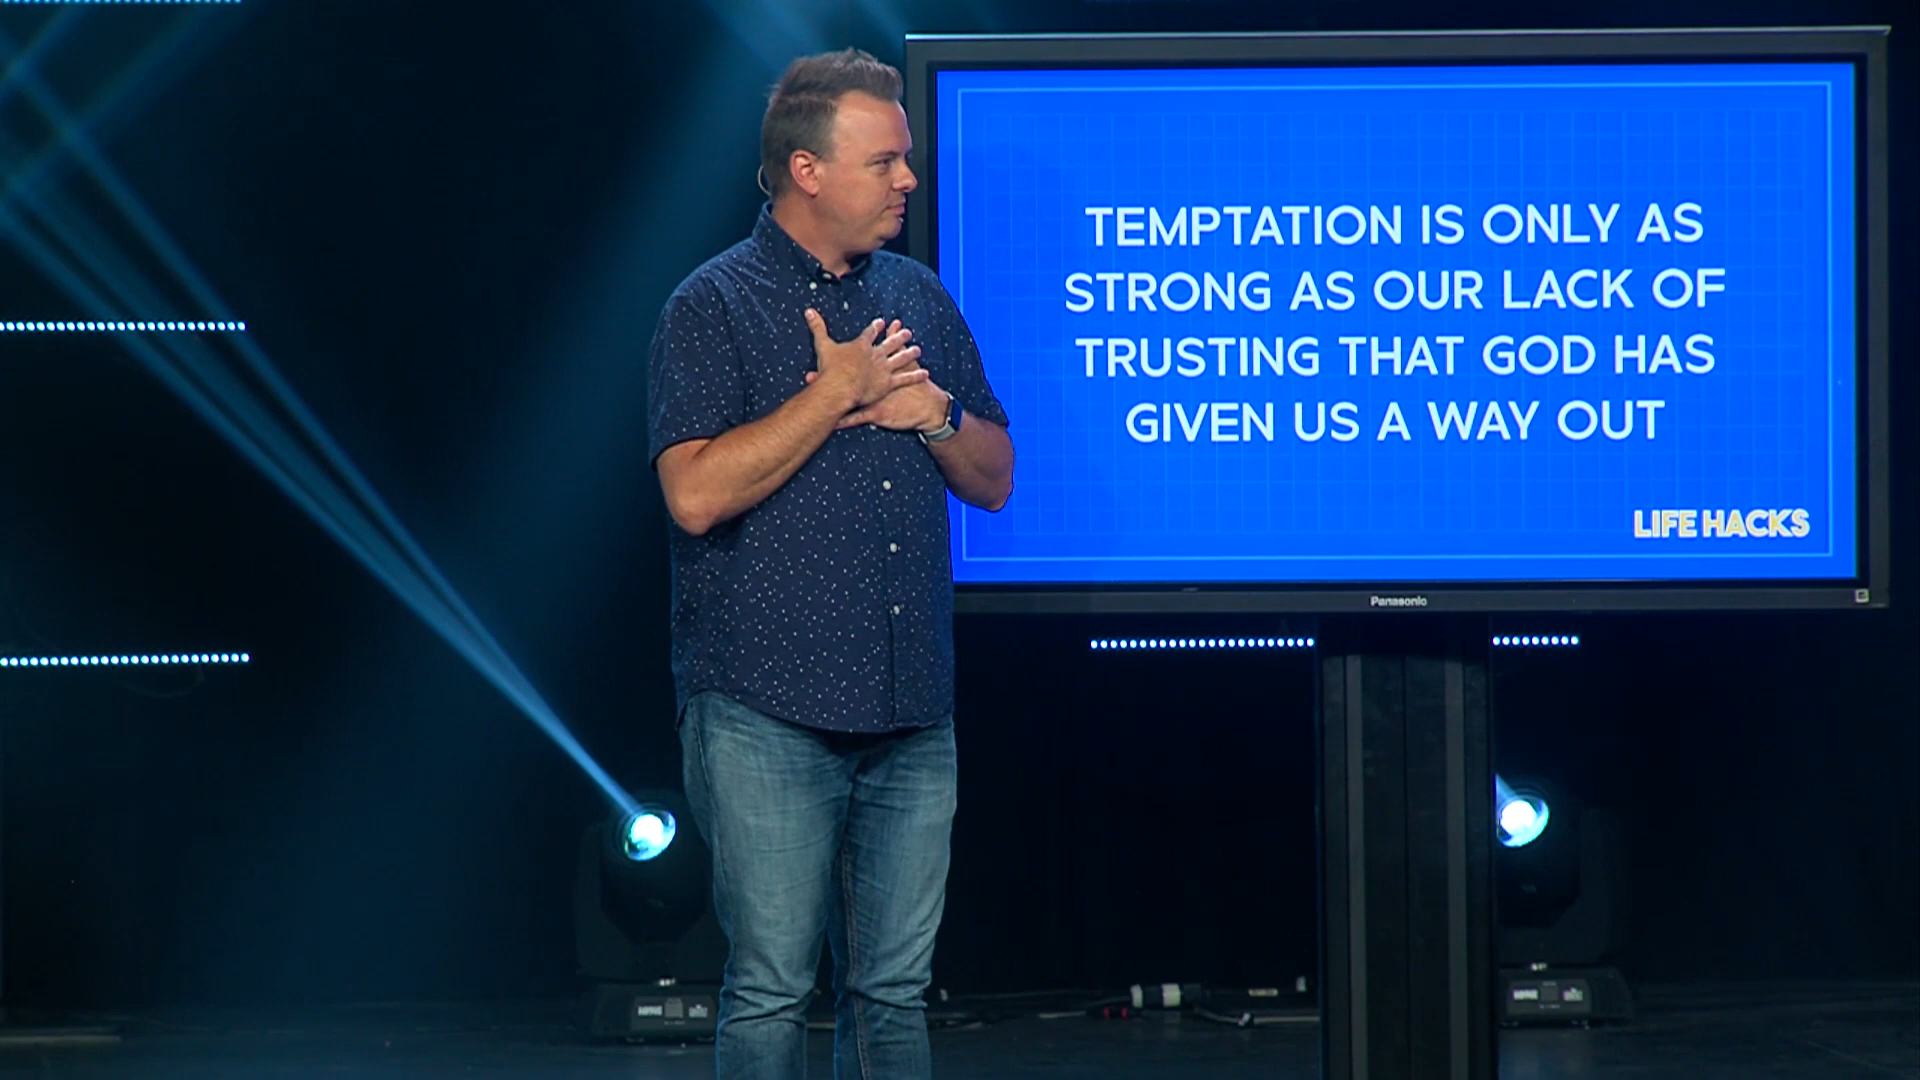 TEMPTATION IS ONLY AS
STRONG AS OUR LACK OF
TRUSTING THAT GOD HAS
GIVEN US A WAY OUT
LIFE HACKS
Panasonic